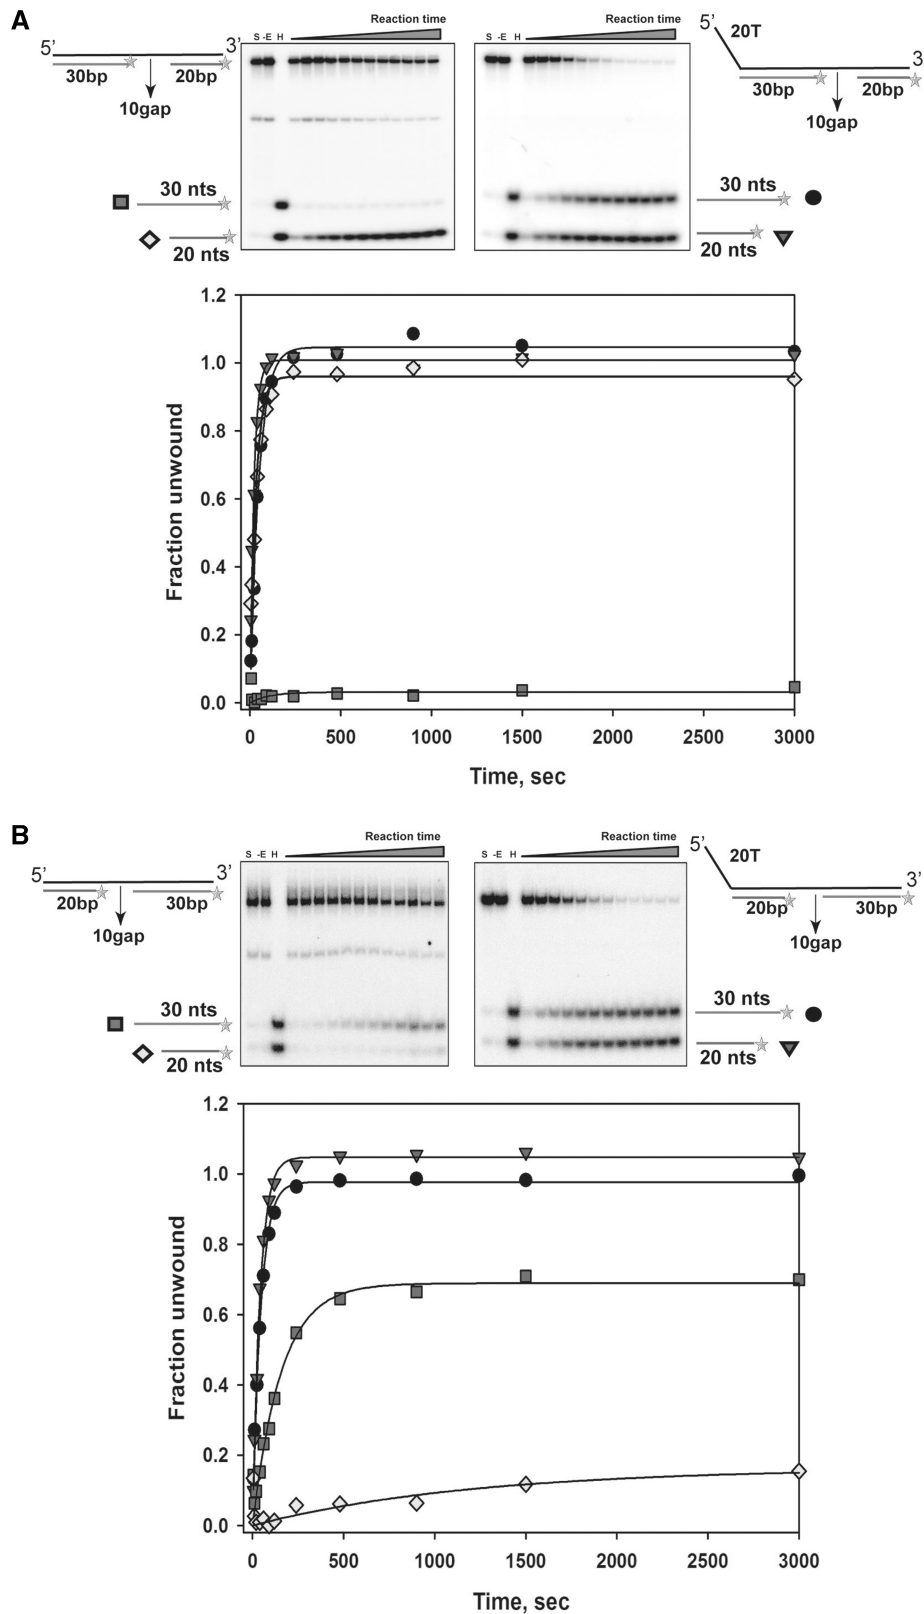 A
5'
3'
30bp
20bp
10gap
30 nts
20 nts
Reaction time
S -E H
Reaction time
S -E H
5'
20T
3'
30bp
20bp
10gap
30 nts
20 nts
1.2
1.0
0.8
0.6
0.4
0.2
0.0
Fraction unwound
0 500 1000 1500 2000 2500 3000
Time, sec
B
5'
3'
20bp
30bp
10gap
30 nts
20 nts
Reaction time
S -E H
Reaction time
S -E H
5'
20T
3'
20bp
30bp
10gap
30 nts
20 nts
1.2
1.0
0.8
0.6
0.4
0.2
0.0
Fraction unwound
0 500 1000 1500 2000 2500 3000
Time, sec